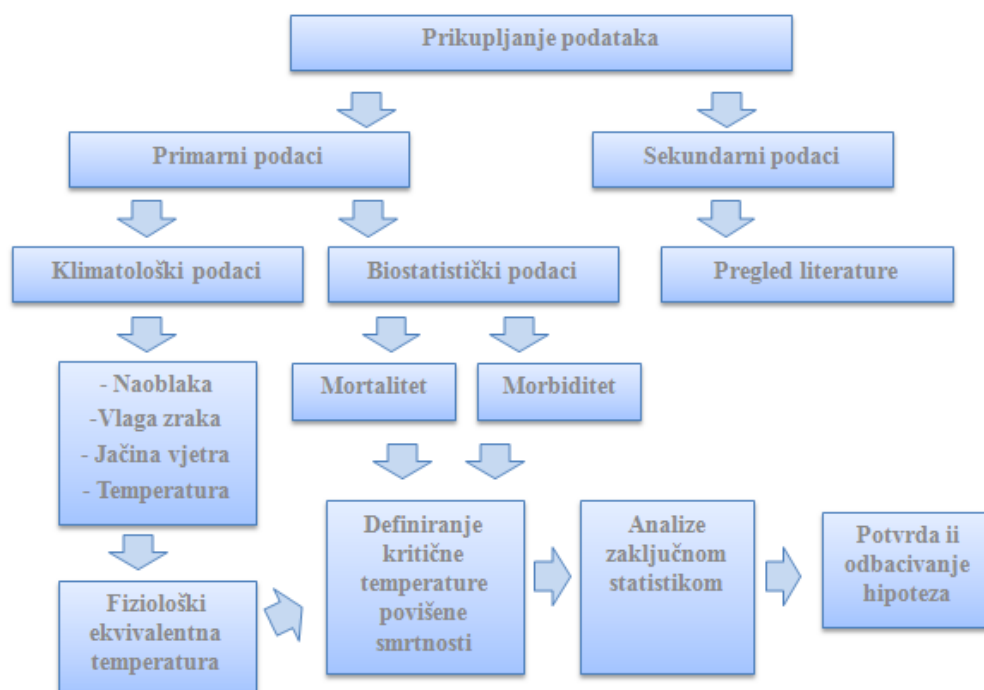 Prikupljanje podataka
Primarni podaci
Sekundarni podaci
Klimatološki podaci
Biostatistički podaci
Pregled literature
- Naoblaka
-Vlaga zraka
- Jačina vjetra
- Temperatura
Mortalitet
Morbiditet
Fiziološki
ekvivalentna
temperatura
Definiranje
kritične
temperature
povišene
smrtnosti
Analize
zaključnom
statistikom
Potvrda ii
odbacivanje
hipoteza